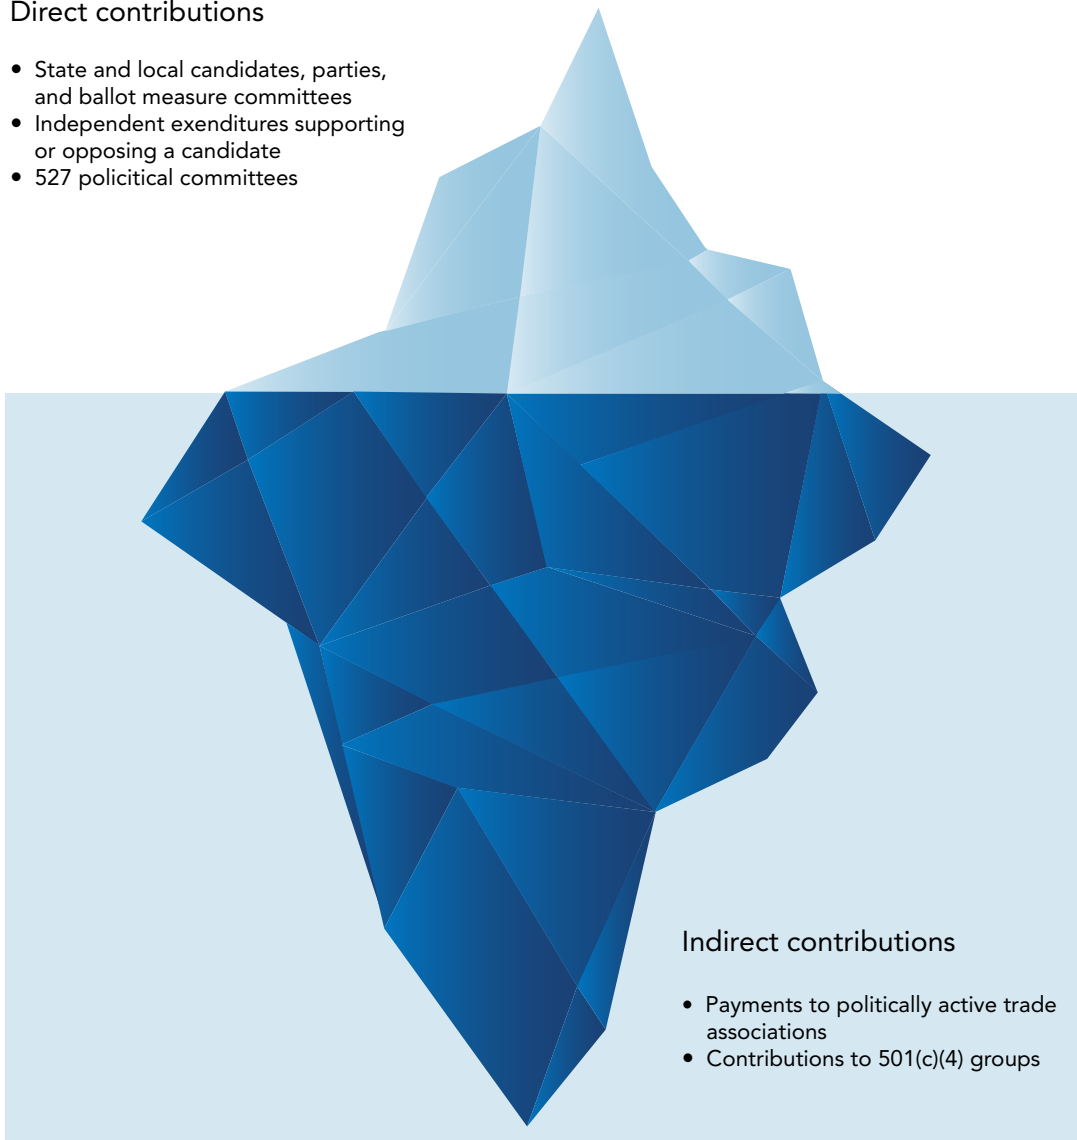 Direct contributions
• State and local candidates, parties,
and ballot measure committees
• Independent exenditures supporting
or opposing a candidate
• 527 policitical committees
Indirect contributions
• Payments to politically active trade
associations
• Contributions to 501(c)(4) groups